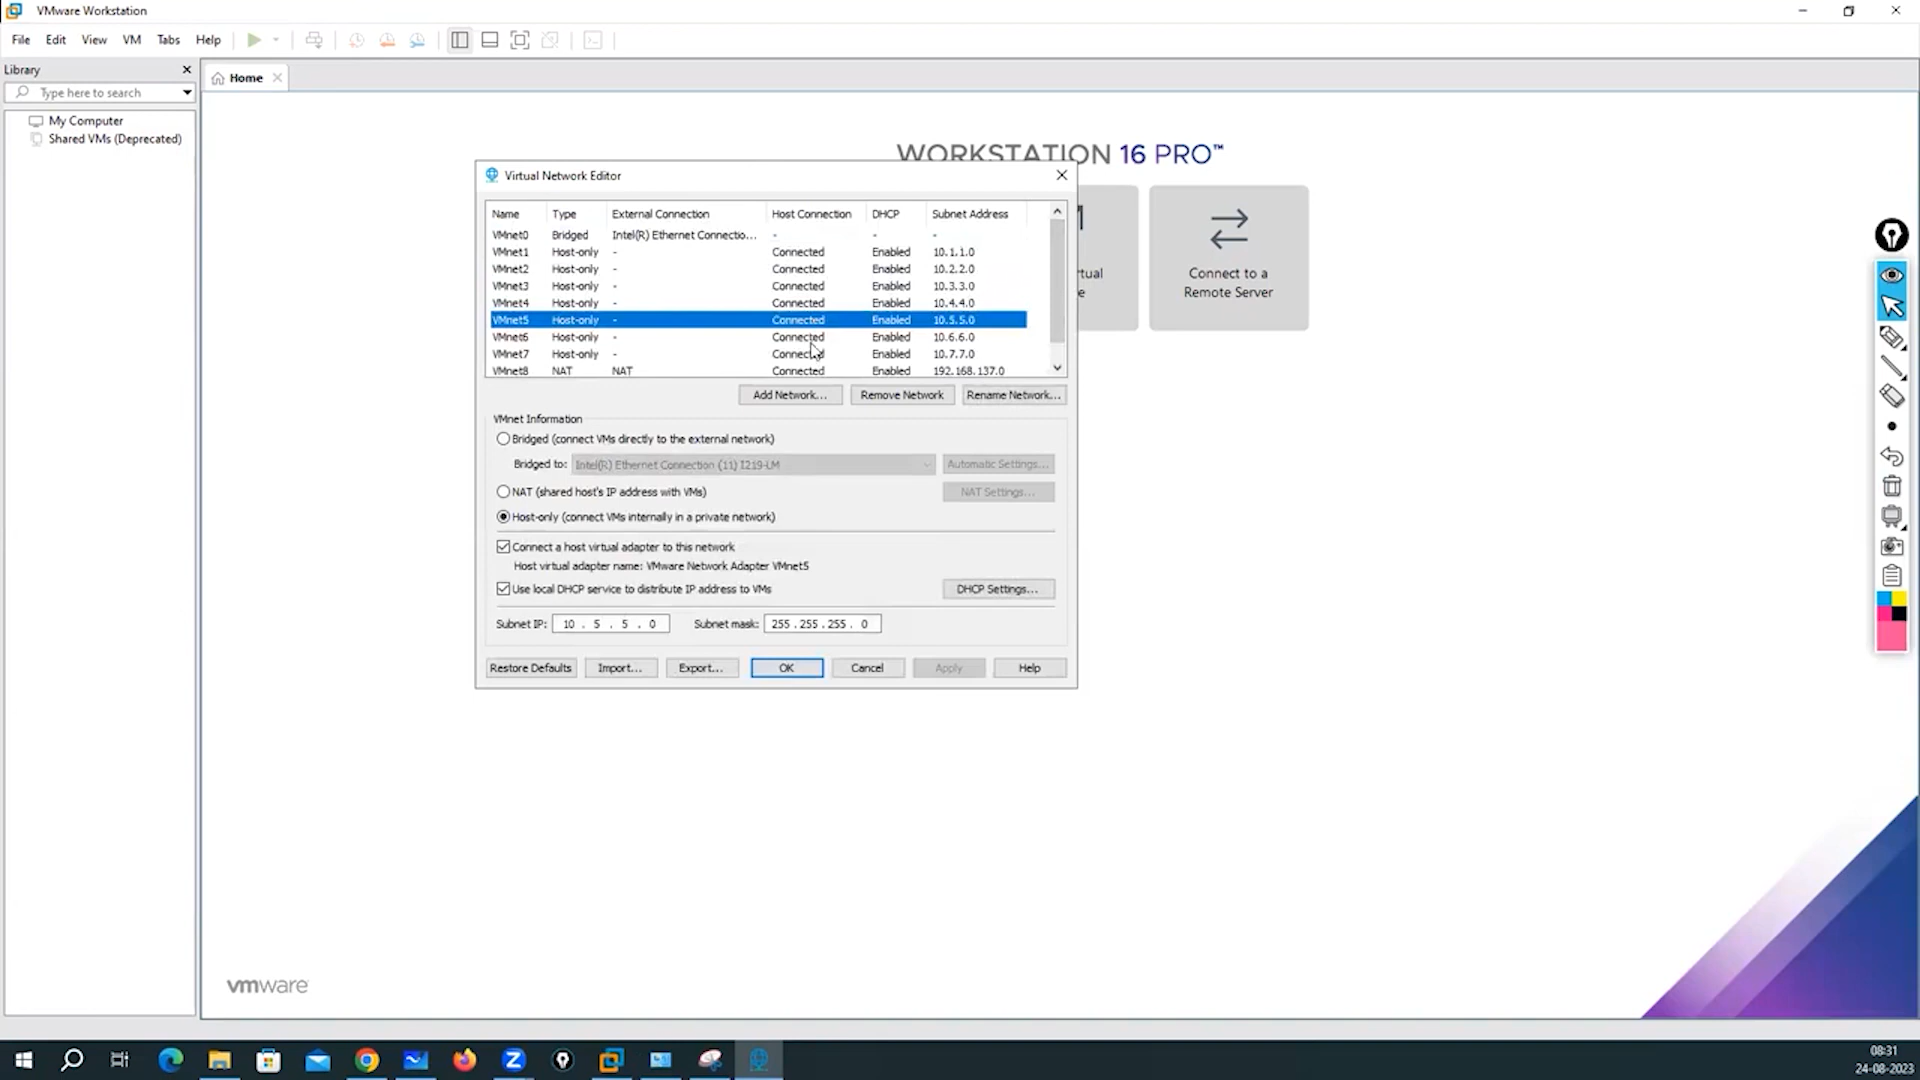 VMware Workstation
File Edit View VM Tabs Help
Library
Type here to search
My Computer
Shared VMs (Deprecated)
Home
WORKSTATION 16 PRO™
Connect to a
Remote Server
Virtual Network Editor
Name Type External Connection Host Connection DHCP Subnet Address
VMnet0 Bridged Intel(R) Ethernet Connectio... - - -
VMnet1 Host-only - Connected Enabled 10.1.1.0
VMnet2 Host-only - Connected Enabled 10.2.2.0
VMnet3 Host-only - Connected Enabled 10.3.3.0
VMnet4 Host-only - Connected Enabled 10.4.4.0
VMnet5 Host-only - Connected Enabled 10.5.5.0
VMnet6 Host-only - Connected Enabled 10.6.6.0
VMnet7 Host-only - Connected Enabled 10.7.7.0
VMnet8 NAT NAT Connected Enabled 192.168.137.0
Add Network... Remove Network Rename Network...
VMnet Information
Bridged (connect VMs directly to the external network)
Bridged to: Intel(R) Ethernet Connection (11) I219-LM Automatic Settings...
NAT (shared host's IP address with VMs) NAT Settings...
Host-only (connect VMs internally in a private network)
Connect a host virtual adapter to this network
Host virtual adapter name: VMware Network Adapter VMnet5
Use local DHCP service to distribute IP address to VMs DHCP Settings...
Subnet IP: 10 . 5 . 5 . 0 Subnet mask: 255 . 255 . 255 . 0
Restore Defaults Import... Export... OK Cancel Apply Help
vmware
08:31
24-08-2023